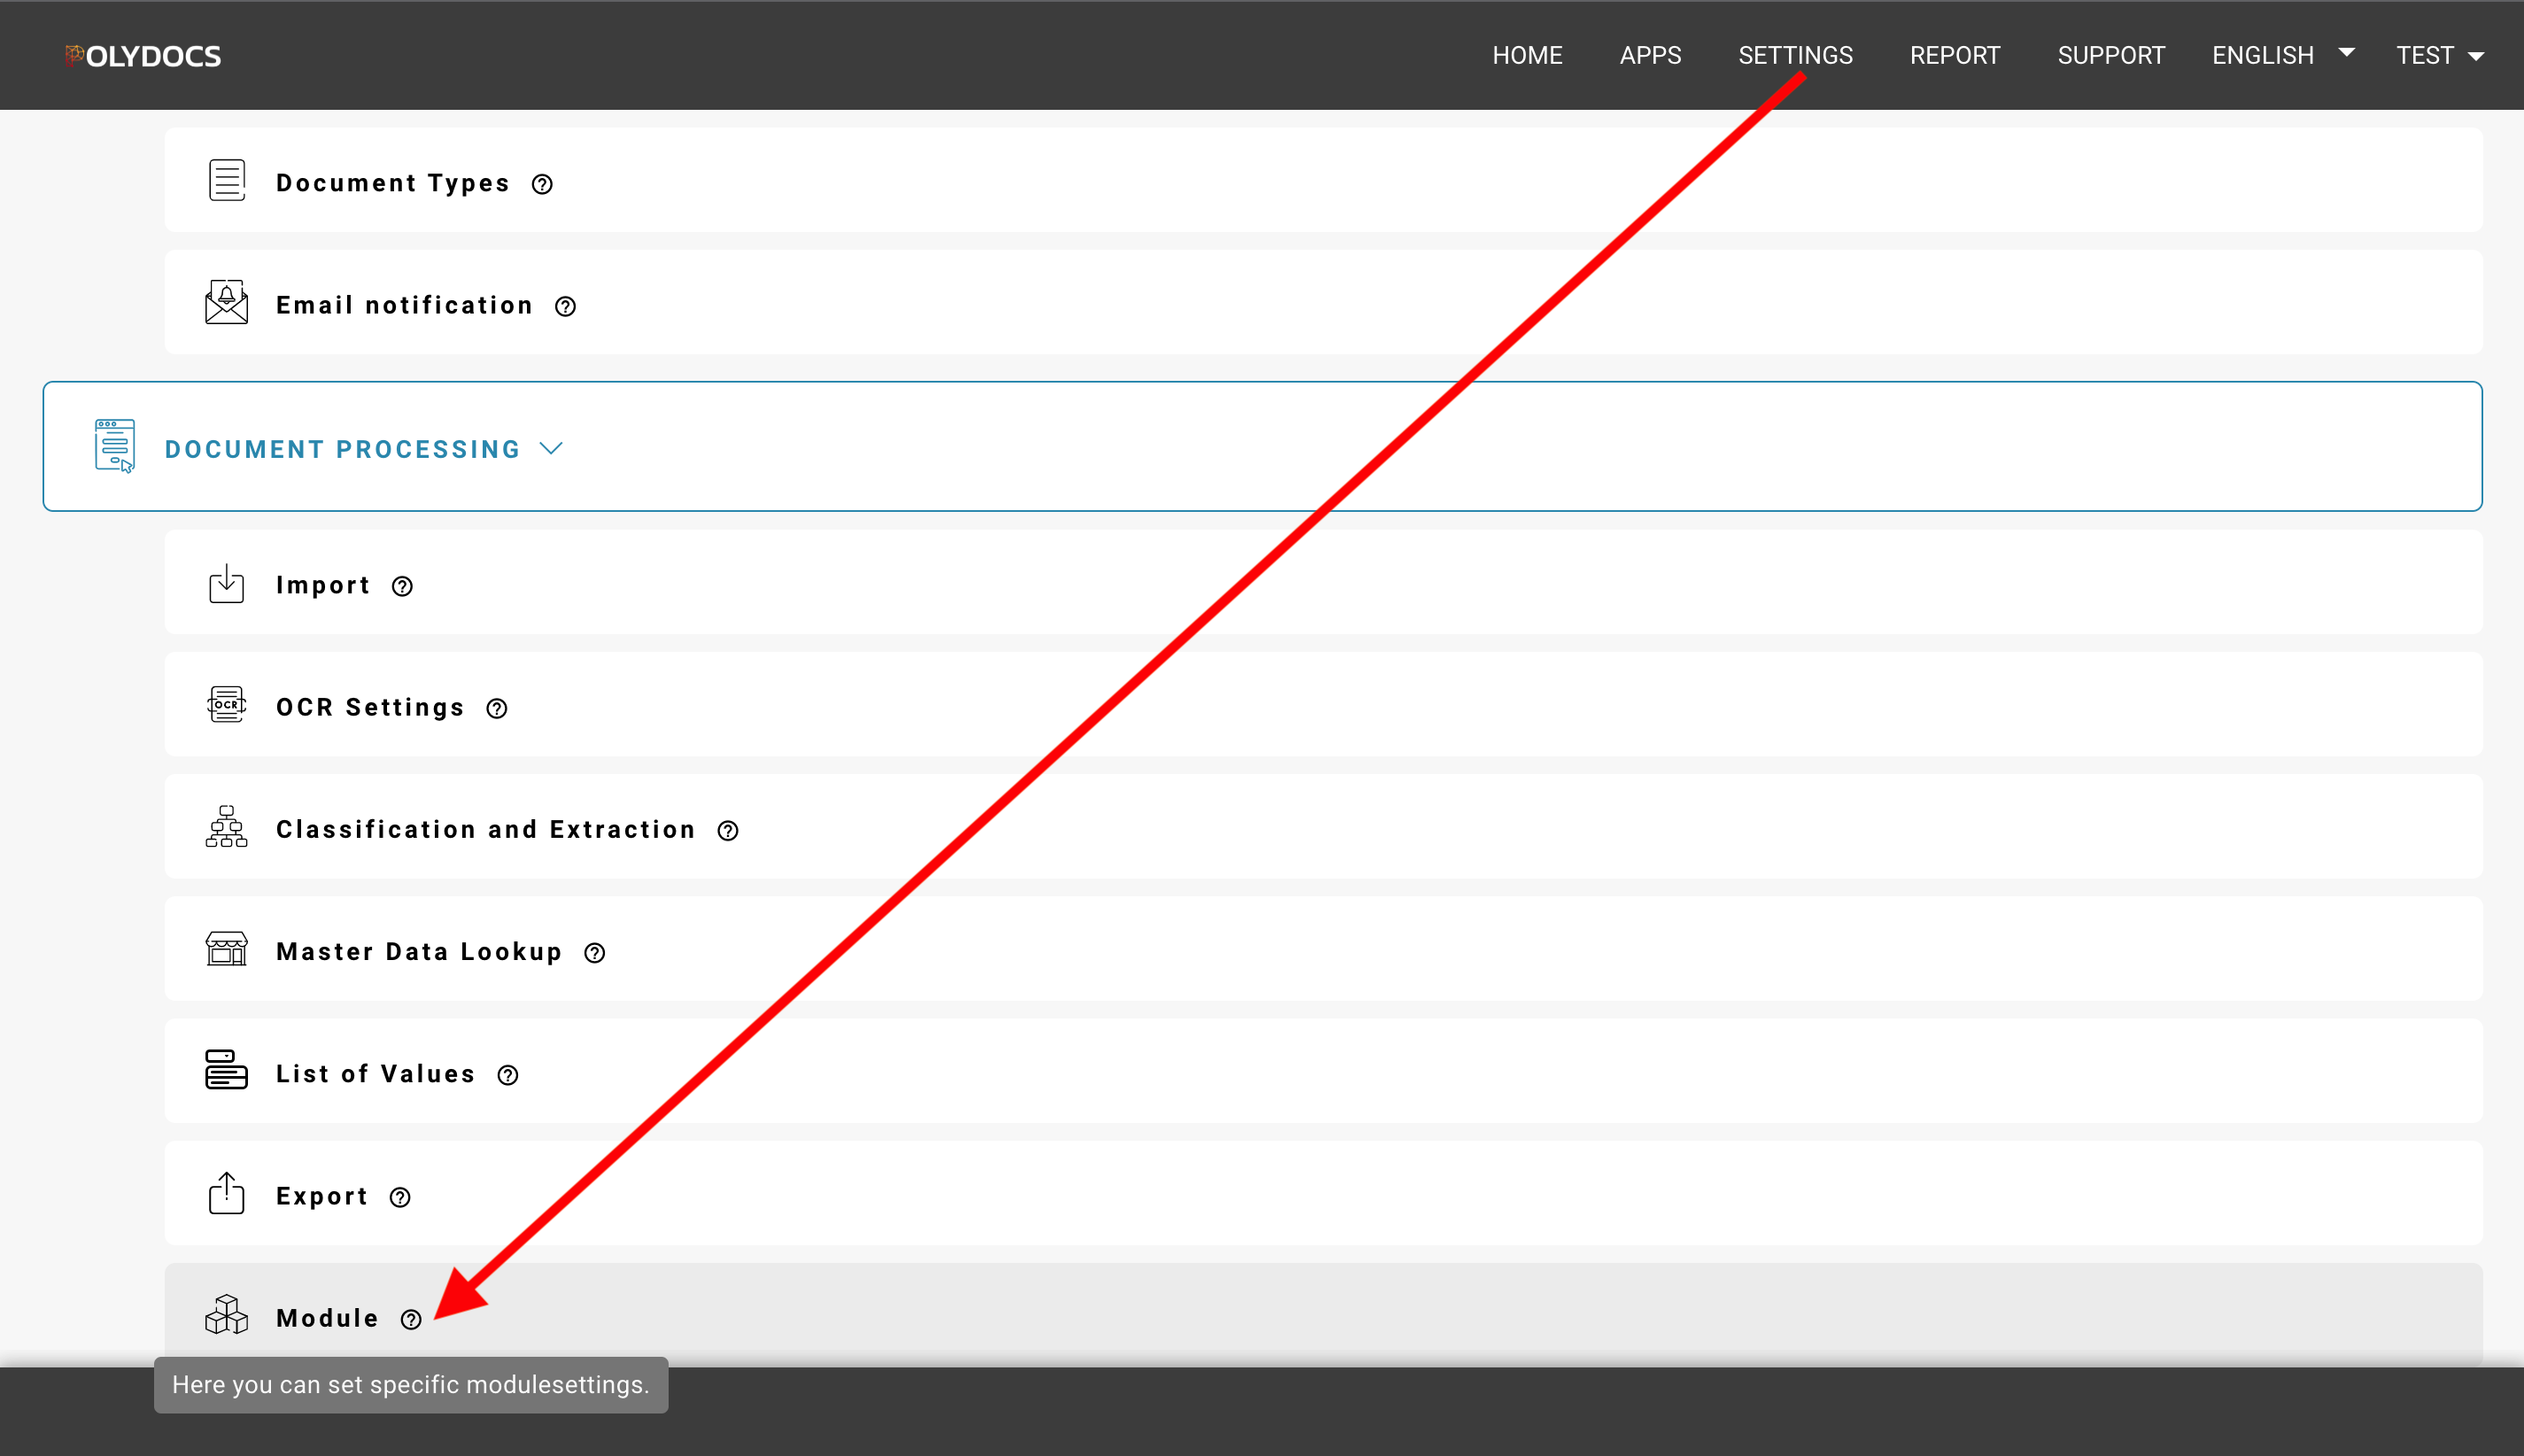 POLYDOCS HOME APPS SETTINGS REPORT SUPPORT ENGLISH TEST
Document Types
Email notification
DOCUMENT PROCESSING
Import
OCR
OCR Settings
Classification and Extraction
Master Data Lookup
List of Values
Export
Module
Here you can set specific modulesettings.